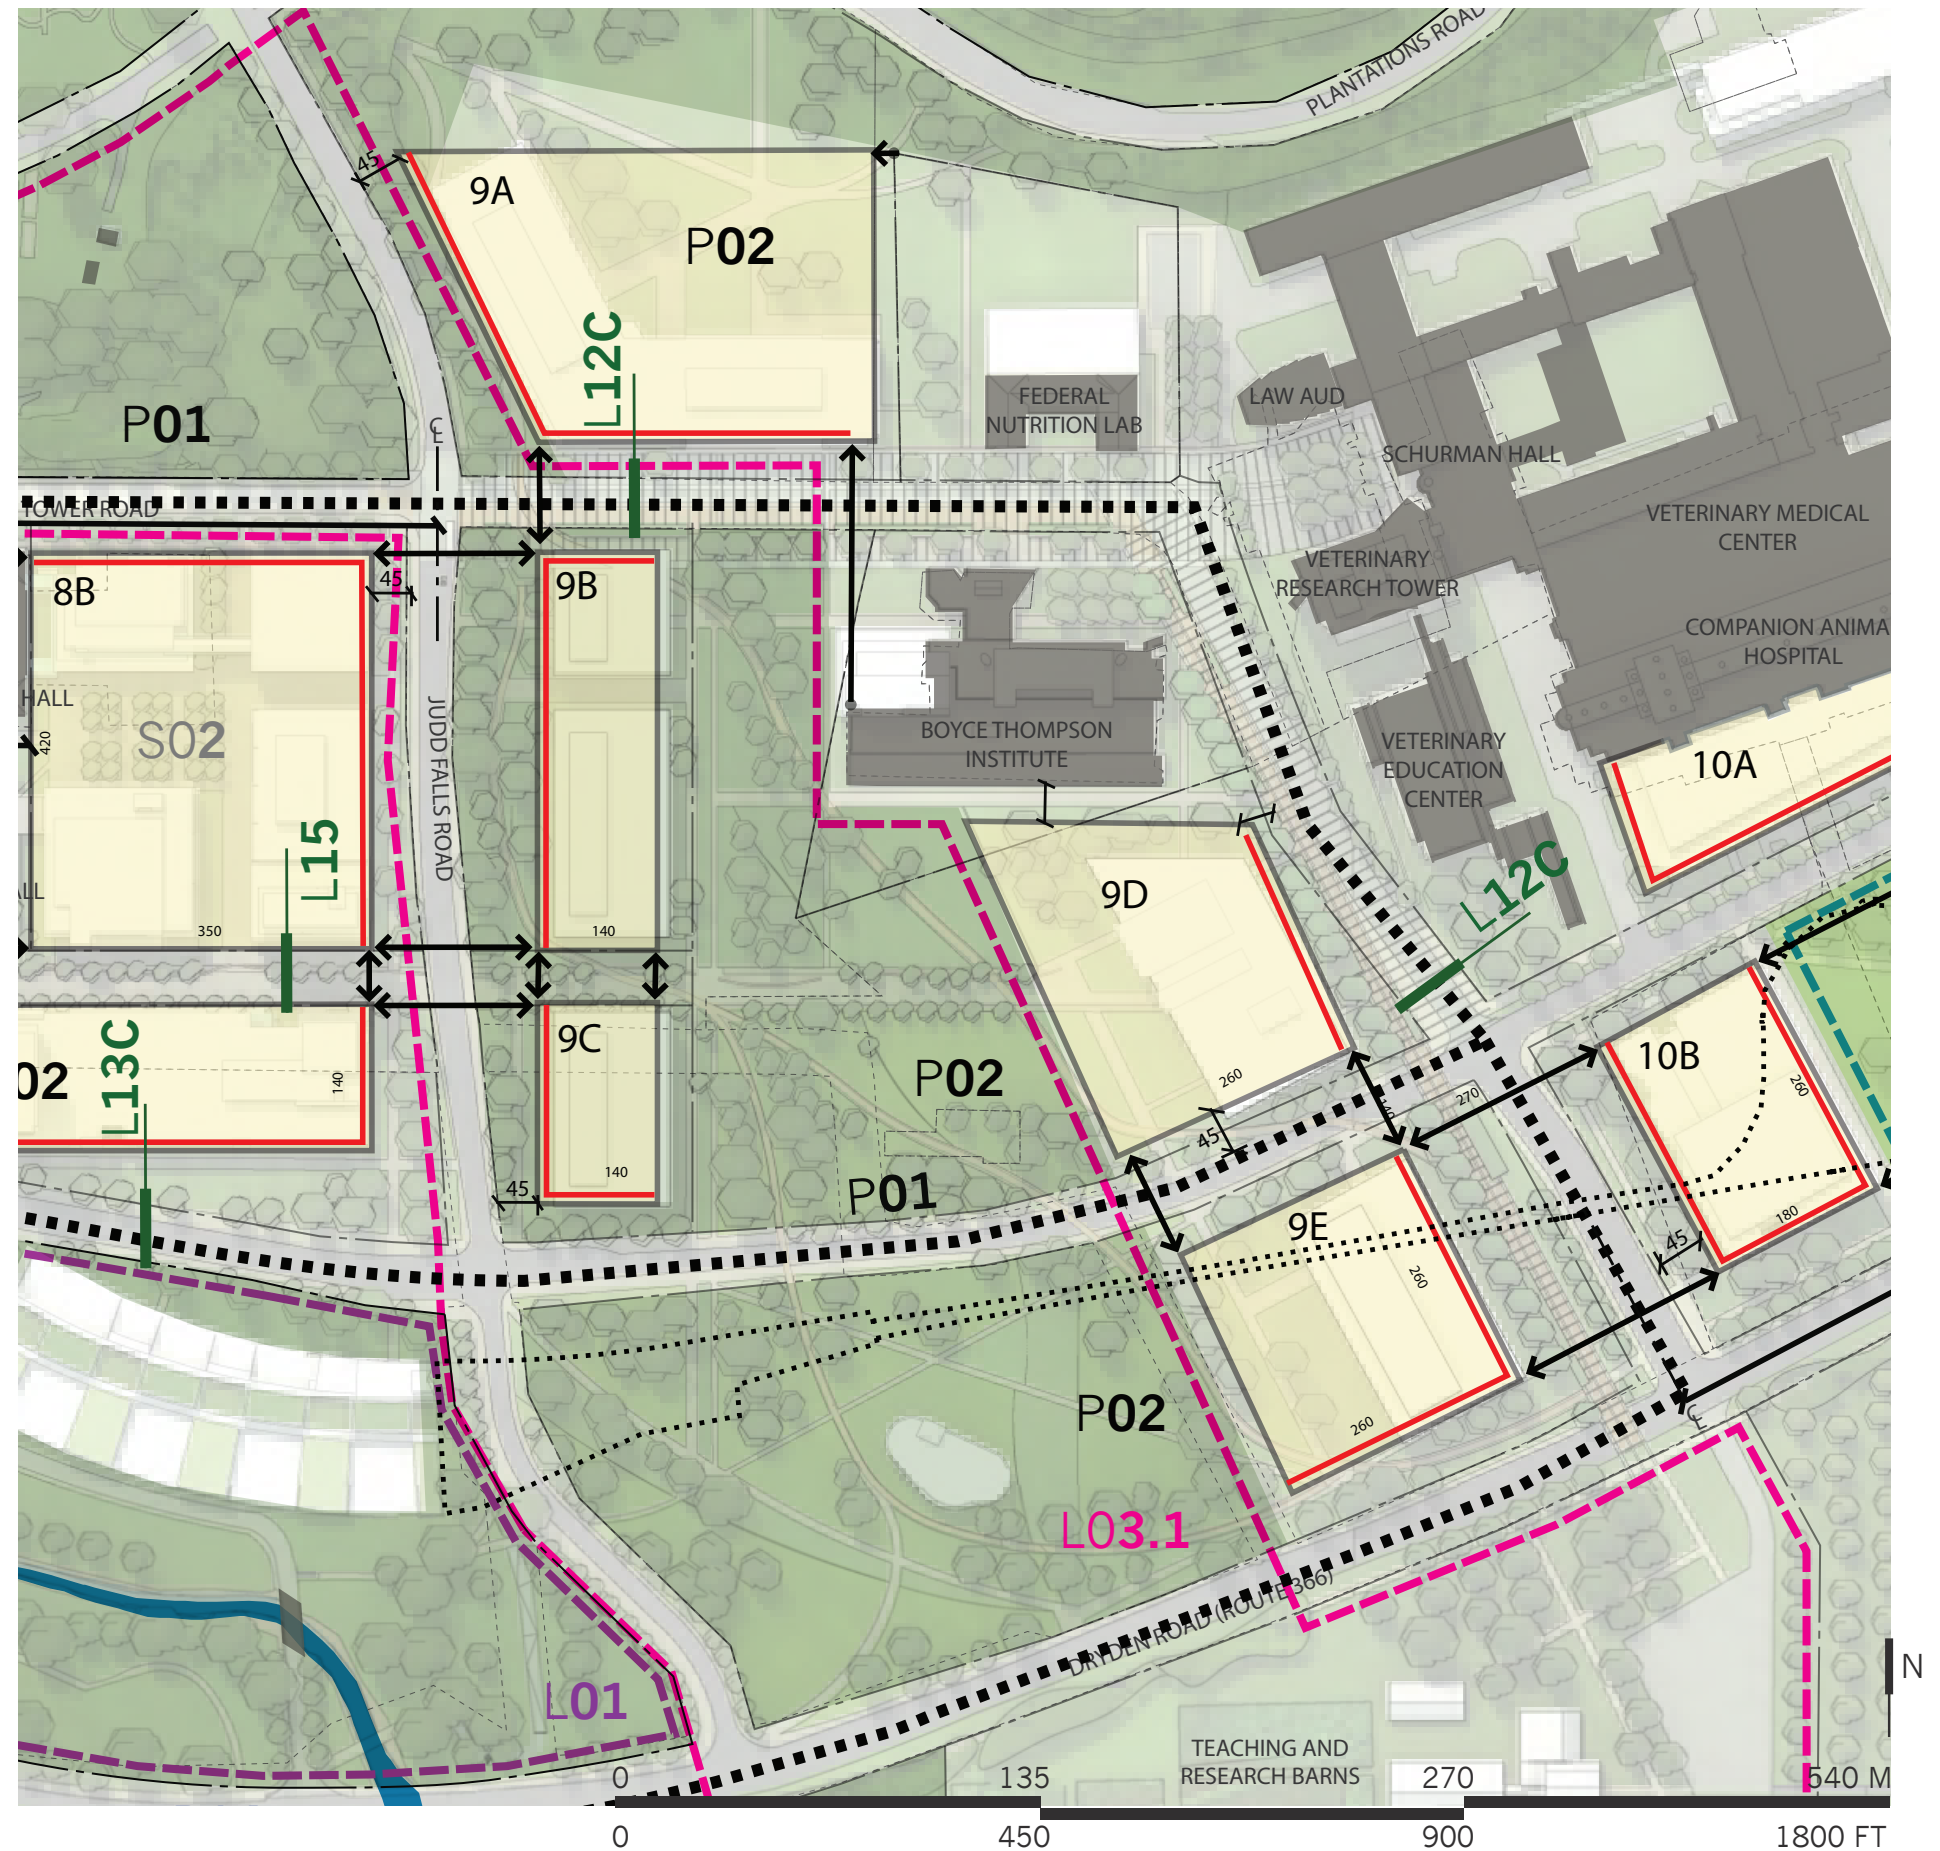 PLANTATIONS ROAD
45
9A
P02
L12C
P01
℄
FEDERAL
NUTRITION LAB
LAW AUD
SCHURMAN HALL
TOWER ROAD
VETERINARY MEDICAL
CENTER
VETERINARY
RESEARCH TOWER
8B
45
9B
COMPANION ANIMA
HOSPITAL
HALL
420
S02
JUDD FALLS ROAD
BOYCE THOMPSON
INSTITUTE
VETERINARY
EDUCATION
CENTER
10A
L15
ALL
350
140
9D
L12C
9C
02
L13C
140
P02
260
140
270
10B
260
45
140
45
P01
9E
260
180
45
260
P02
L03.1
DRYDEN ROAD (ROUTE 366)
L01
N
TEACHING AND
RESEARCH BARNS
0
135
270
540 M
0
450
900
1800 FT